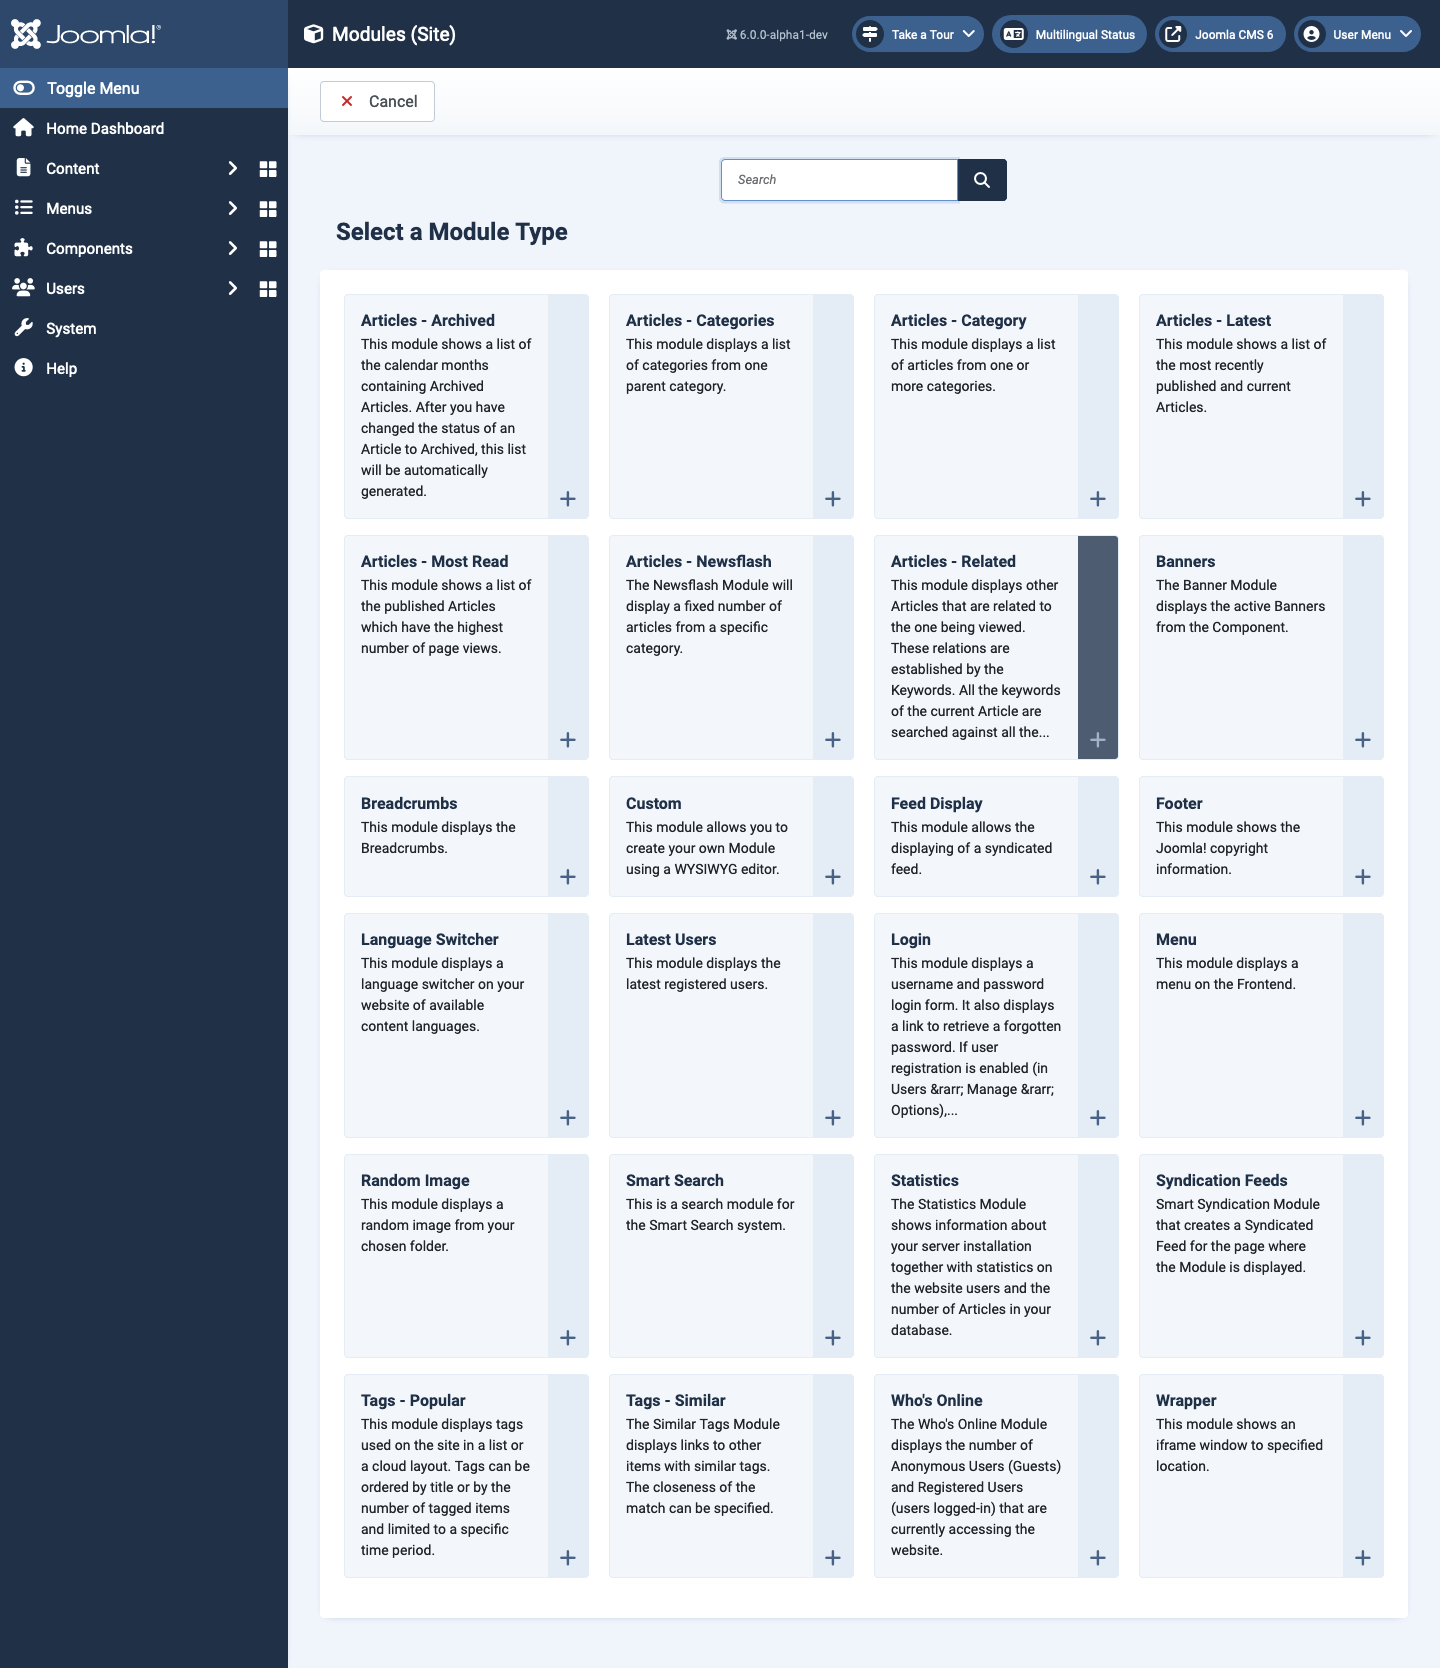 Joomla!®
Modules (Site)
6.0.0-alpha1-dev
Take a Tour
Multilingual Status
Joomla CMS 6
User Menu
Toggle Menu
Home Dashboard
Content
Menus
Components
Users
System
Help
Cancel
Search
Select a Module Type
Articles - Archived
This module shows a list of
the calendar months
containing Archived
Articles. After you have
changed the status of an
Article to Archived, this list
will be automatically
generated.
Articles - Categories
This module displays a list
of categories from one
parent category.
Articles - Category
This module displays a list
of articles from one or
more categories.
Articles - Latest
This module shows a list of
the most recently
published and current
Articles.
Articles - Most Read
This module shows a list of
the published Articles
which have the highest
number of page views.
Articles - Newsflash
The Newsflash Module will
display a fixed number of
articles from a specific
category.
Articles - Related
This module displays other
Articles that are related to
the one being viewed.
These relations are
established by the
Keywords. All the keywords
of the current Article are
searched against all the...
Banners
The Banner Module
displays the active Banners
from the Component.
Breadcrumbs
This module displays the
Breadcrumbs.
Custom
This module allows you to
create your own Module
using a WYSIWYG editor.
Feed Display
This module allows the
displaying of a syndicated
feed.
Footer
This module shows the
Joomla! copyright
information.
Language Switcher
This module displays a
language switcher on your
website of available
content languages.
Latest Users
This module displays the
latest registered users.
Login
This module displays a
username and password
login form. It also displays
a link to retrieve a forgotten
password. If user
registration is enabled (in
Users &rarr; Manage &rarr;
Options),...
Menu
This module displays a
menu on the Frontend.
Random Image
This module displays a
random image from your
chosen folder.
Smart Search
This is a search module for
the Smart Search system.
Statistics
The Statistics Module
shows information about
your server installation
together with statistics on
the website users and the
number of Articles in your
database.
Syndication Feeds
Smart Syndication Module
that creates a Syndicated
Feed for the page where
the Module is displayed.
Tags - Popular
This module displays tags
used on the site in a list or
a cloud layout. Tags can be
ordered by title or by the
number of tagged items
and limited to a specific
time period.
Tags - Similar
The Similar Tags Module
displays links to other
items with similar tags.
The closeness of the
match can be specified.
Who's Online
The Who's Online Module
displays the number of
Anonymous Users (Guests)
and Registered Users
(users logged-in) that are
currently accessing the
website.
Wrapper
This module shows an
iframe window to specified
location.